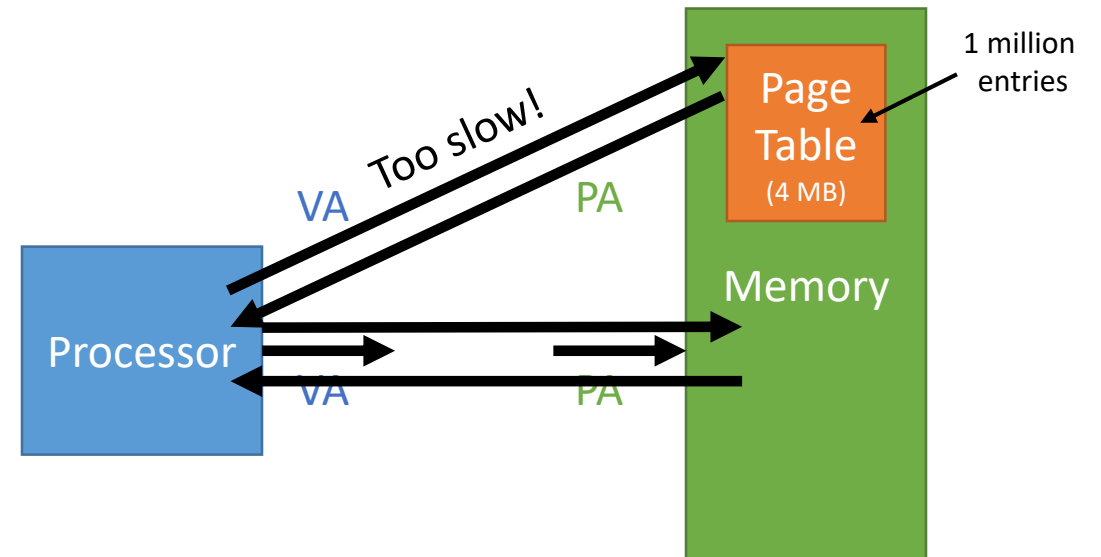 1 million
entries
Page
Table
(4 MB)
Too slow!
VA
PA
Memory
Processor
VA
PA